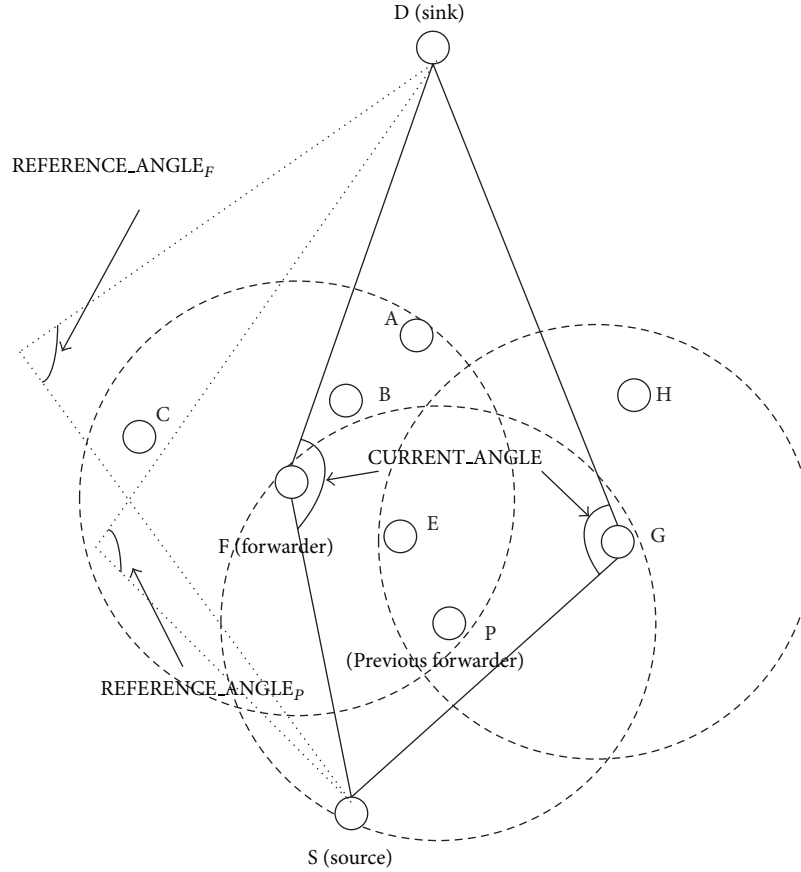 D (sink)
REFERENCE_ANGLE_F
A
B
H
C
CURRENT_ANGLE
E
G
F (forwarder)
P
(Previous forwarder)
REFERENCE_ANGLE_P
S (source)